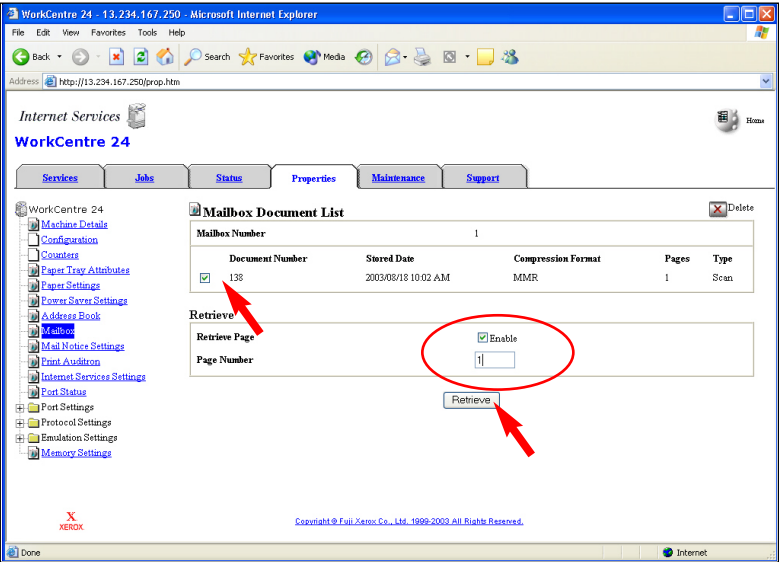 WorkCentre 24 - 13.234.167.250 - Microsoft Internet Explorer
File Edit View Favorites Tools Help
Back Search Favorites Media
Address http://13.234.167.250/prop.htm
Internet Services
Home
WorkCentre 24
Services Jobs Status Properties Maintenance Support
WorkCentre 24
Machine Details
Configuration
Counters
Paper Tray Attributes
Paper Settings
Power Saver Settings
Address Book
Mailbox
Mail Notice Settings
Print Auditron
Internet Services Settings
Port Status
Port Settings
Protocol Settings
Emulation Settings
Memory Settings
Mailbox Document List
Delete
Mailbox Number 1
Document Number Stored Date Compression Format Pages Type
138 2003/08/18 10:02 AM MMR 1 Scan
Retrieve
Retrieve Page Enable
Page Number 1
Retrieve
X
XEROX
Copyright © Fuji Xerox Co., Ltd. 1999-2003 All Rights Reserved.
Done Internet